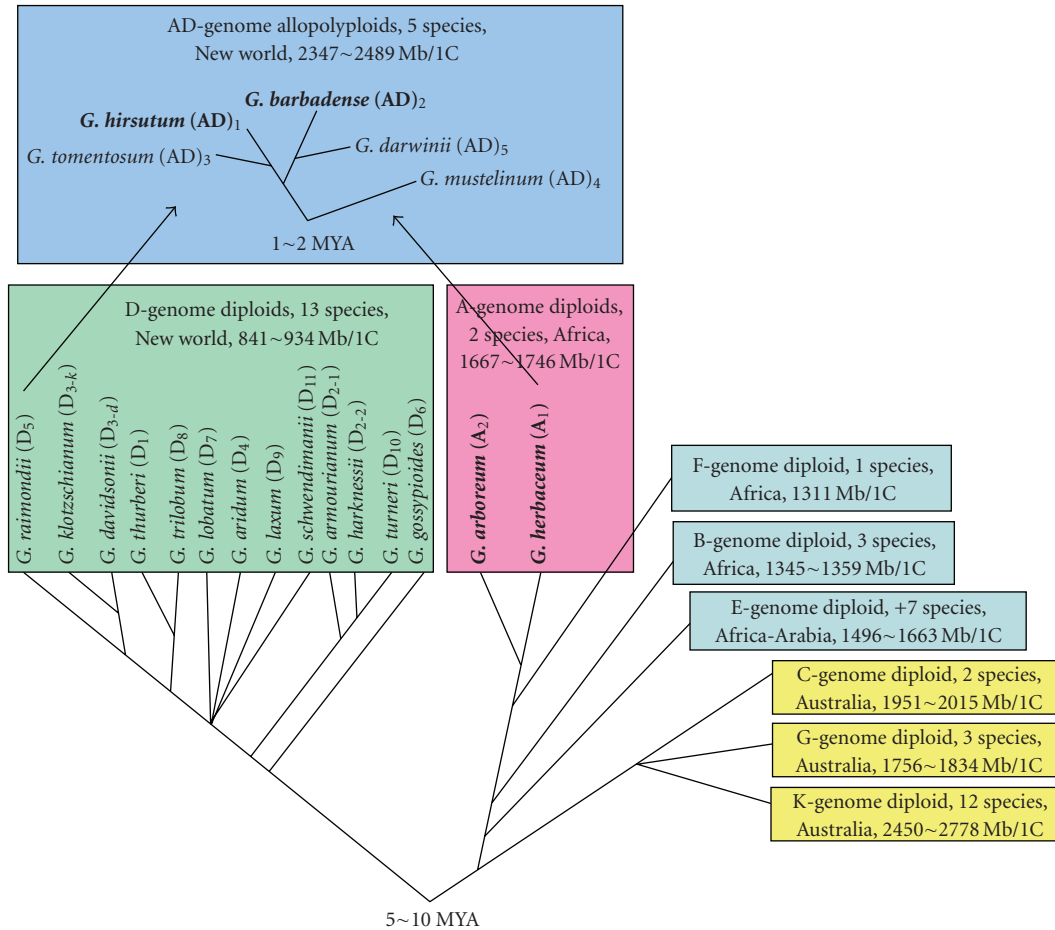 AD-genome allopolyploids, 5 species,
New world, 2347~2489 Mb/1C
G. barbadense (AD)2
G. hirsutum (AD)1
G. darwinii (AD)5
G. tomentosum (AD)3
G. mustelinum (AD)4
1~2 MYA
D-genome diploids, 13 species,
New world, 841~934 Mb/1C
A-genome diploids,
2 species, Africa,
1667~1746 Mb/1C
G. raimondii (D5)
G. klotzschianum (D3-k)
G. davidsonii (D3-d)
G. thurberi (D1)
G. trilobum (D8)
G. lobatum (D7)
G. aridum (D4)
G. laxum (D9)
G. schwendimanii (D11)
G. armourianum (D2-1)
G. harknessii (D2-2)
G. turneri (D10)
G. gossypioides (D6)
G. arboreum (A2)
G. herbaceum (A1)
F-genome diploid, 1 species,
Africa, 1311 Mb/1C
B-genome diploid, 3 species,
Africa, 1345~1359 Mb/1C
E-genome diploid, +7 species,
Africa-Arabia, 1496~1663 Mb/1C
C-genome diploid, 2 species,
Australia, 1951~2015 Mb/1C
G-genome diploid, 3 species,
Australia, 1756~1834 Mb/1C
K-genome diploid, 12 species,
Australia, 2450~2778 Mb/1C
5~10 MYA